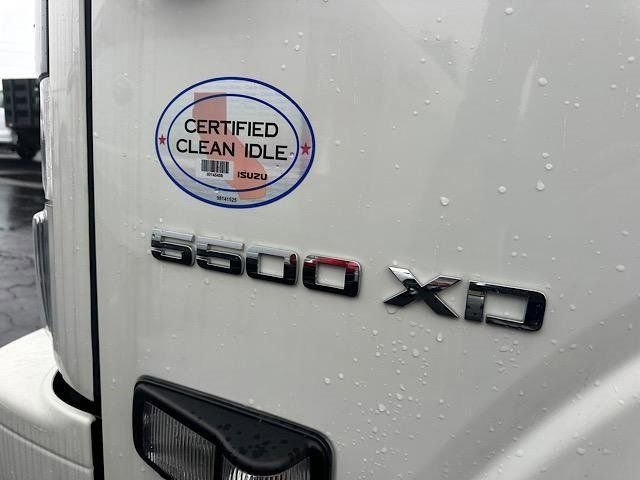 CERTIFIED
CLEAN IDLE
ISUZU
5500 XD